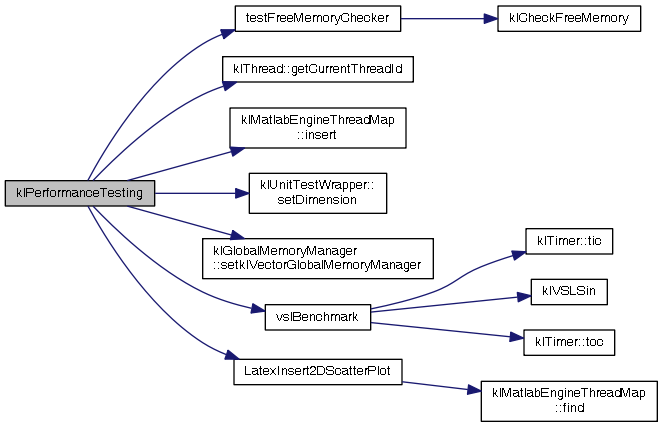 klPerformanceTesting
testFreeMemoryChecker
klCheckFreeMemory
klThread::getCurrentThreadId
klMatlabEngineThreadMap
::insert
klUnitTestWrapper::
setDimension
klGlobalMemoryManager
::setklVectorGlobalMemoryManager
vslBenchmark
klTimer::tic
klVSLSin
klTimer::toc
LatexInsert2DScatterPlot
klMatlabEngineThreadMap
::find